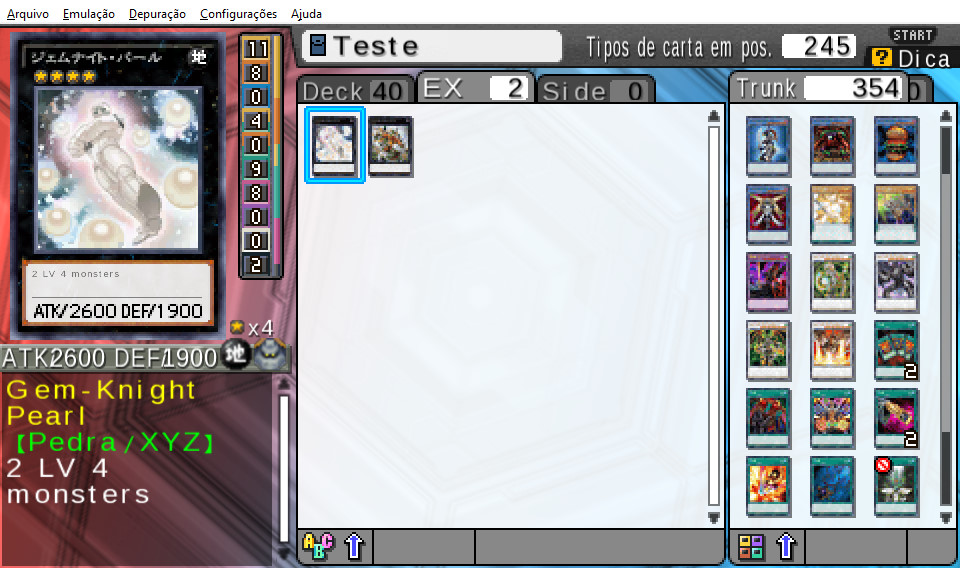 Arquivo Emulação Depuração Configurações Ajuda
ジェムナイト・パール 地
2 LV 4 monsters
ATK/2600 DEF/1900
x4
ATK2600 DEF1900 地
Gem-Knight
Pearl
【Pedra/XYZ】
2 LV 4
monsters
11
8
0
4
0
9
8
0
0
2
Teste
Tipos de carta em pos. 245
START
? Dica
Deck 40
EX 2
Side 0
Trunk 354
0
2
2
ABC